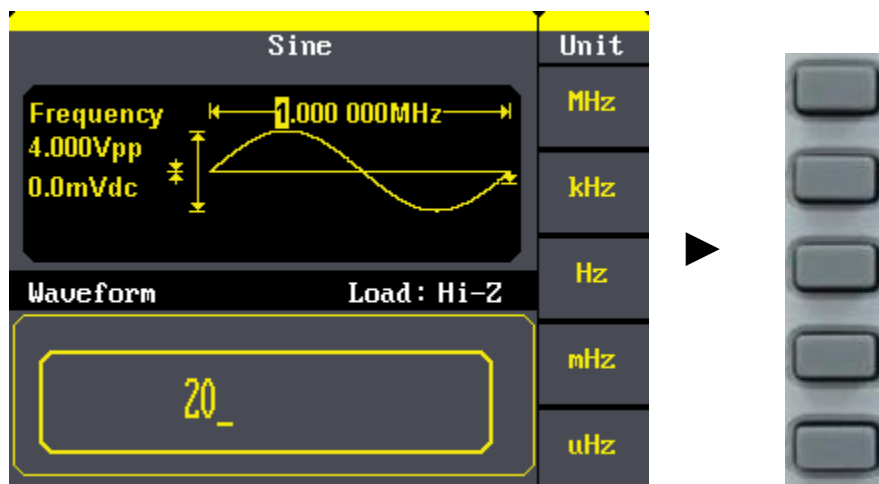 Sine
Unit
Frequency
1.000 000MHz
4.000Vpp
0.0mVdc
Waveform
Load: Hi-Z
20_
MHz
kHz
Hz
mHz
uHz